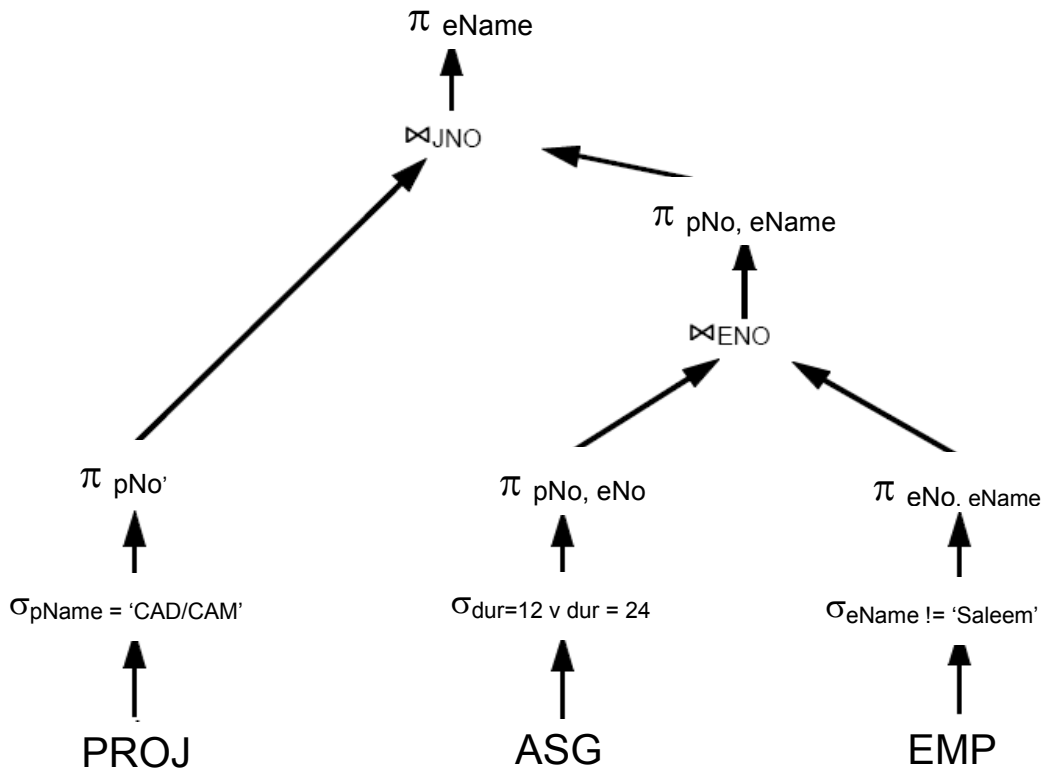 π eName
⋈JNO
π pNo, eName
⋈ENO
π pNo’
π pNo, eNo
π eNo. eName
σpName = ‘CAD/CAM’
σdur=12 v dur = 24
σeName != ‘Saleem’
PROJ
ASG
EMP